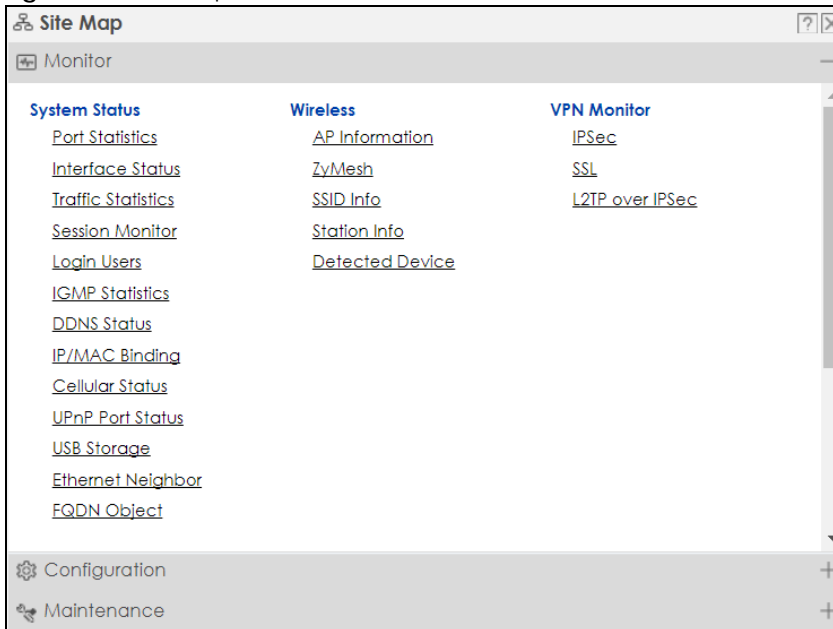 Site Map
?
Monitor
System Status
Port Statistics
Interface Status
Traffic Statistics
Session Monitor
Login Users
IGMP Statistics
DDNS Status
IP/MAC Binding
Cellular Status
UPnP Port Status
USB Storage
Ethernet Neighbor
FQDN Object
Wireless
AP Information
ZyMesh
SSID Info
Station Info
Detected Device
VPN Monitor
IPSec
SSL
L2TP over IPSec
Configuration
Maintenance